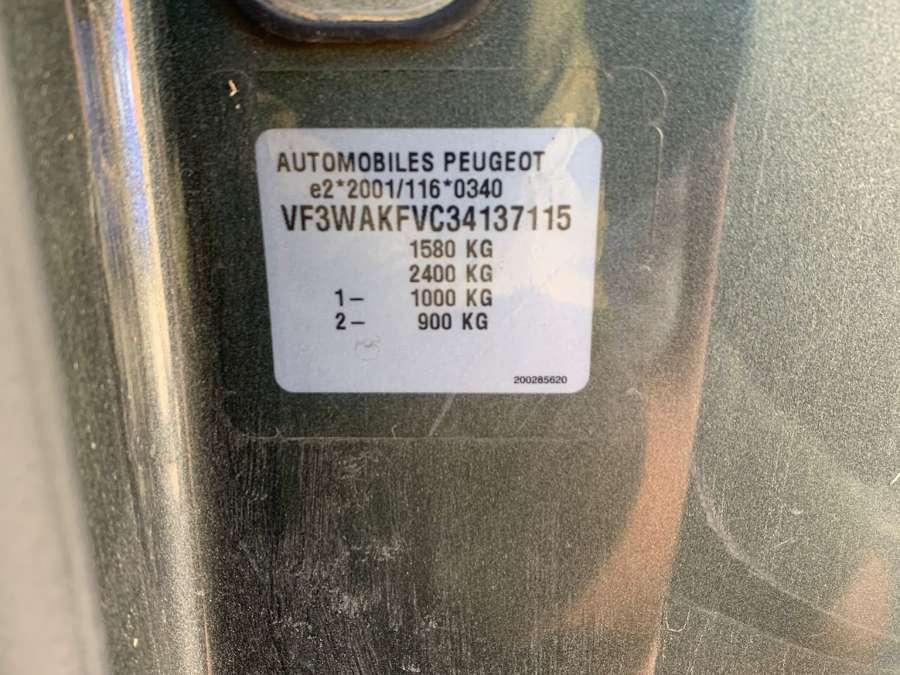 AUTOMOBILES PEUGEOT
e2*2001/116*0340
VF3WAKFVC34137115
1580 KG
2400 KG
1– 1000 KG
2– 900 KG
200285620